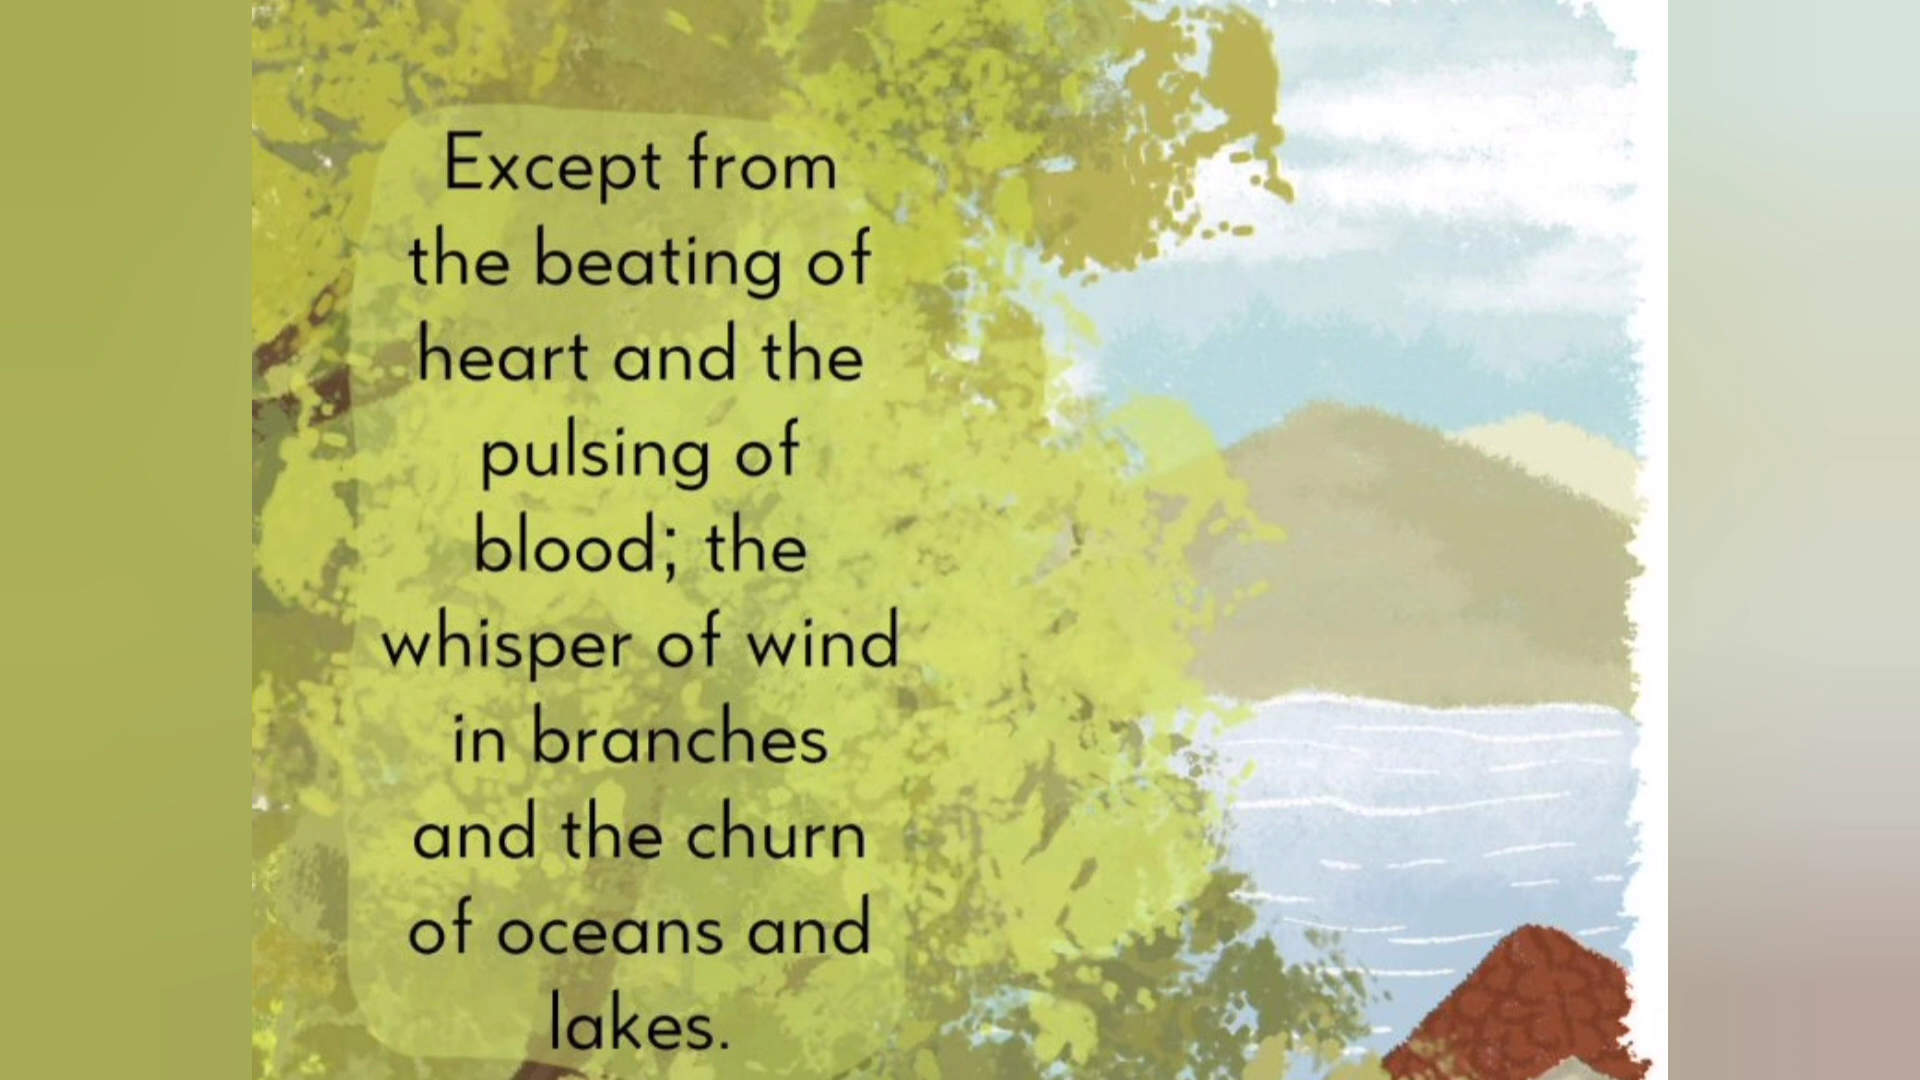 Except from
the beating of
heart and the
pulsing of
blood; the
whisper of wind
in branches
and the churn
of oceans and
lakes.